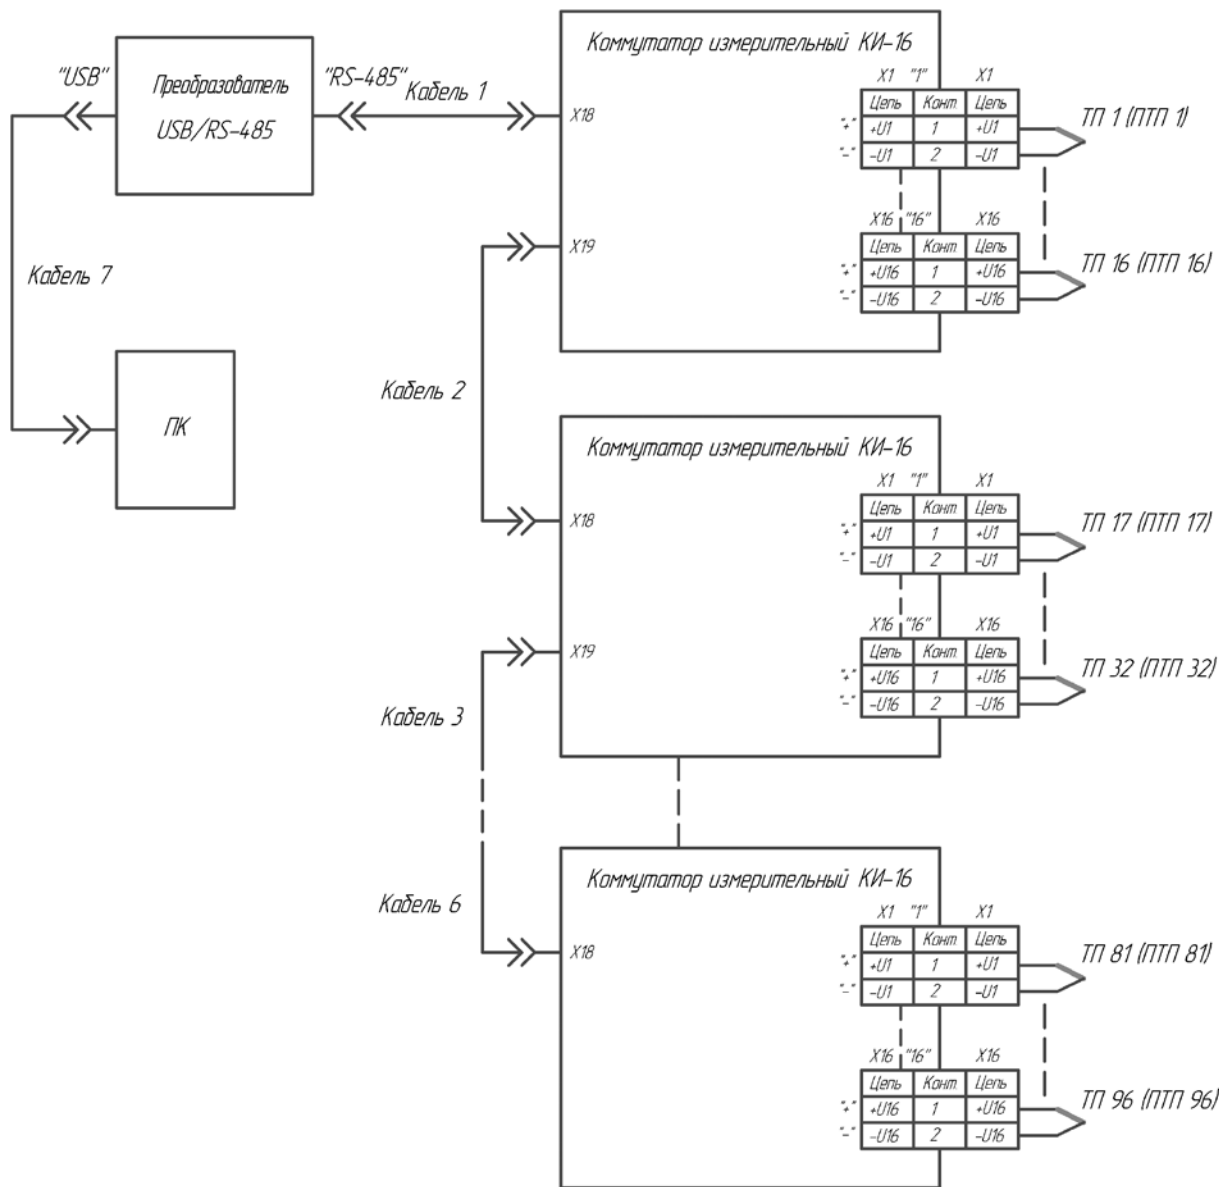 "USB"
Преобразователь
USB/RS-485
"RS-485"
Кабель 1
Кабель 7
ПК
Коммутатор измерительный КИ-16
X18
X19
X1 "1" X1
Цепь Конт. Цепь
"+" +U1 1 +U1
"-" -U1 2 -U1
ТП 1 (ПТП 1)
X16 "16" X16
Цепь Конт. Цепь
"+" +U16 1 +U16
"-" -U16 2 -U16
ТП 16 (ПТП 16)
Кабель 2
Коммутатор измерительный КИ-16
X18
X19
X1 "1" X1
Цепь Конт. Цепь
"+" +U1 1 +U1
"-" -U1 2 -U1
ТП 17 (ПТП 17)
X16 "16" X16
Цепь Конт. Цепь
"+" +U16 1 +U16
"-" -U16 2 -U16
ТП 32 (ПТП 32)
Кабель 3
Кабель 6
Коммутатор измерительный КИ-16
X18
X1 "1" X1
Цепь Конт. Цепь
"+" +U1 1 +U1
"-" -U1 2 -U1
ТП 81 (ПТП 81)
X16 "16" X16
Цепь Конт. Цепь
"+" +U16 1 +U16
"-" -U16 2 -U16
ТП 96 (ПТП 96)